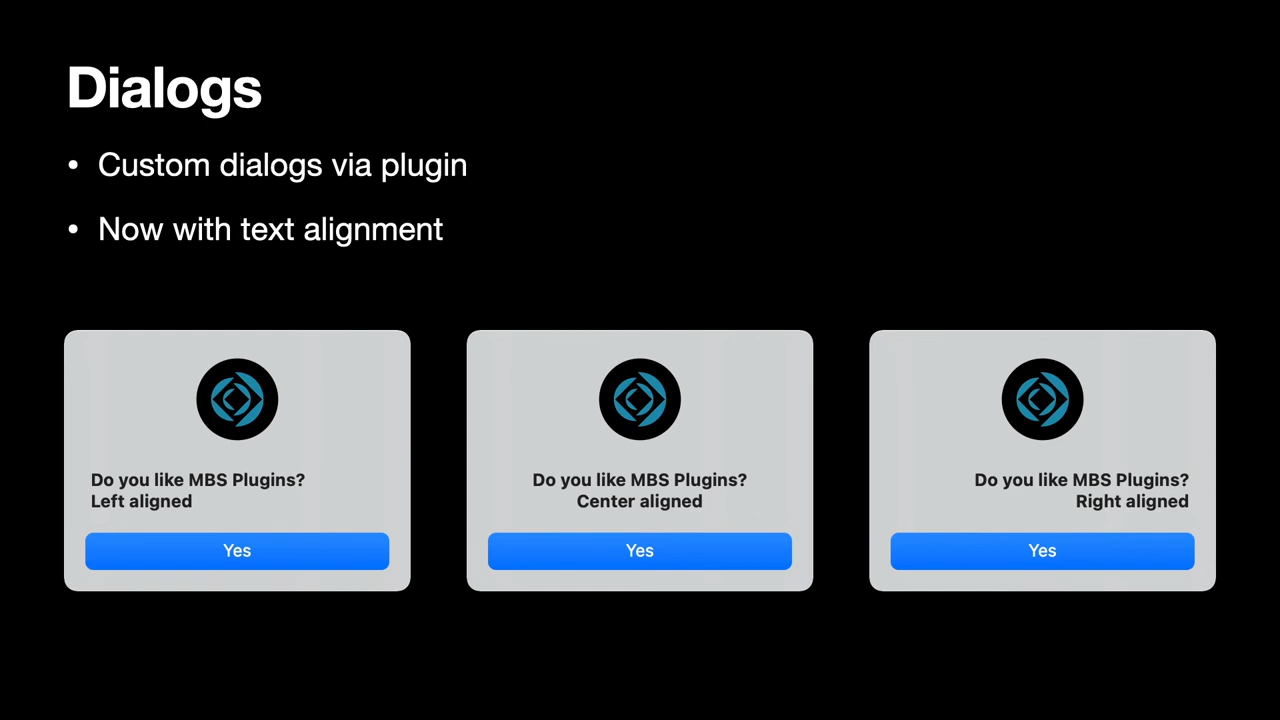 Dialogs
• Custom dialogs via plugin
• Now with text alignment
Do you like MBS Plugins?
Left aligned
Yes
Do you like MBS Plugins?
Center aligned
Yes
Do you like MBS Plugins?
Right aligned
Yes